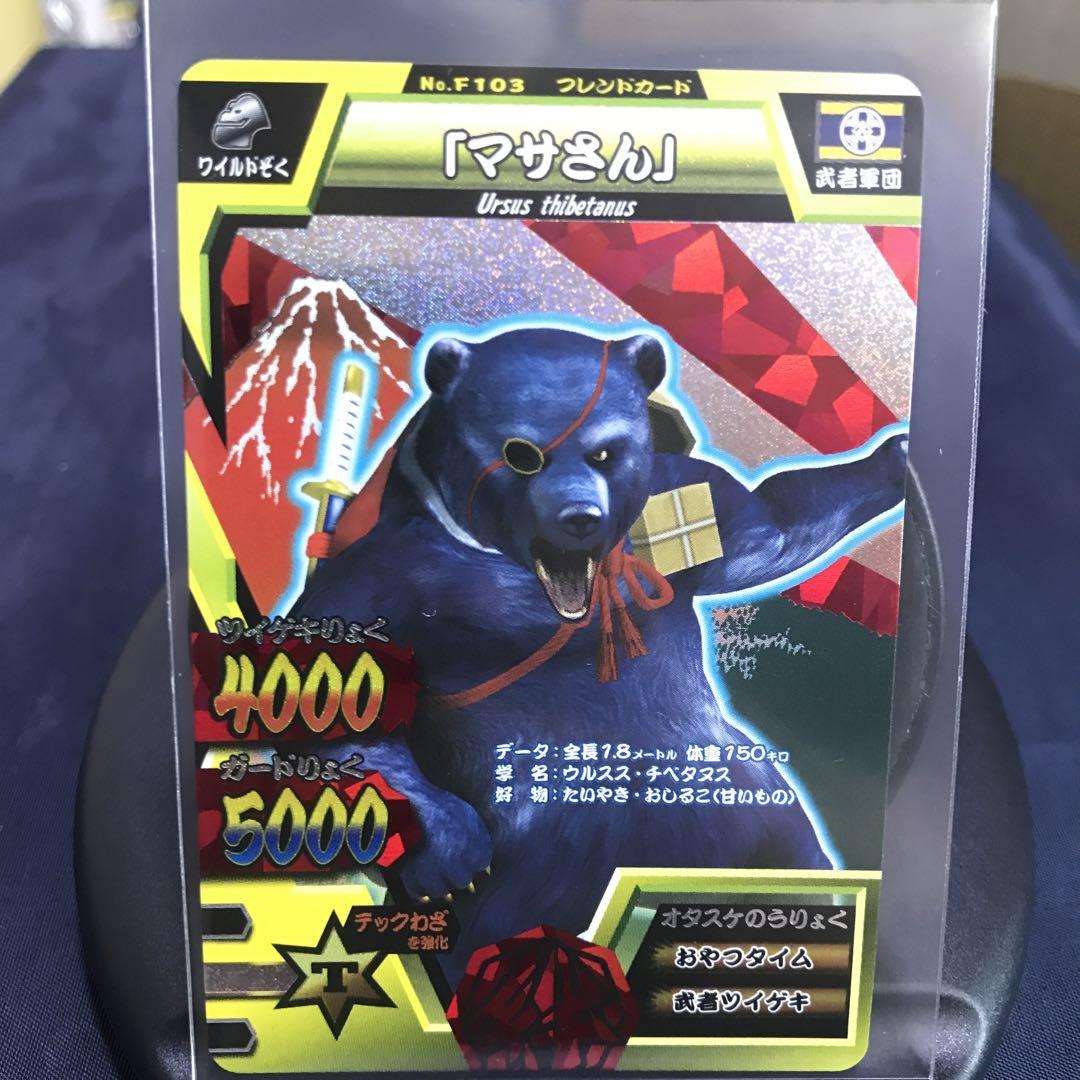 No.F103 フレンドカード
ワイルドぞく
「マサさん」
武者軍団
Ursus thibetanus
ツイゲキりょく
4000
ガードりょく
5000
データ：全長1.8メートル 体重150キロ
学 名：ウルスス・チベタヌス
好 物：たいやき・おしるこ(甘いもの)
テックわざ
を強化
T
オタスケのうりょく
おやつタイム
武者ツイゲキ